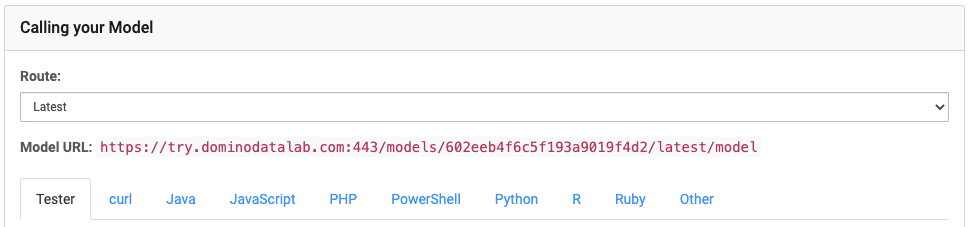 Calling your Model
Route:
Latest
Model URL: https://try.dominodatalab.com:443/models/602eeb4f6c5f193a9019f4d2/latest/model
Tester curl Java JavaScript PHP PowerShell Python R Ruby Other